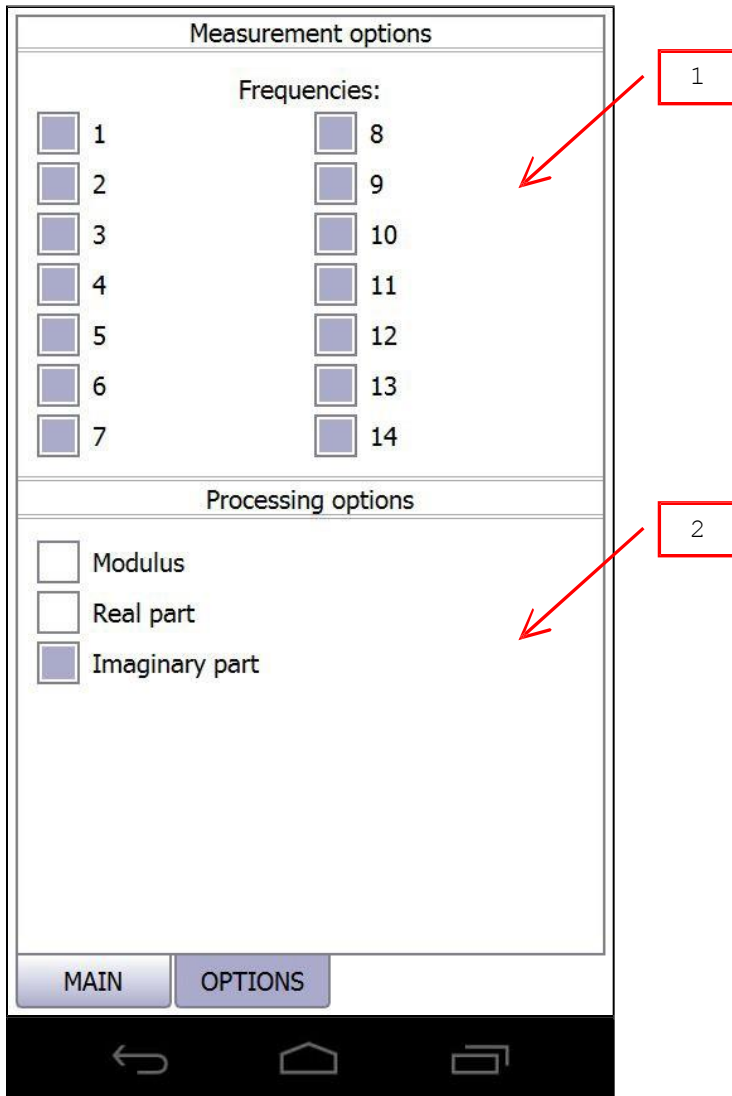 Measurement options
1
Frequencies:
1 8
2 9
3 10
4 11
5 12
6 13
7 14
Processing options
2
Modulus
Real part
Imaginary part
MAIN OPTIONS